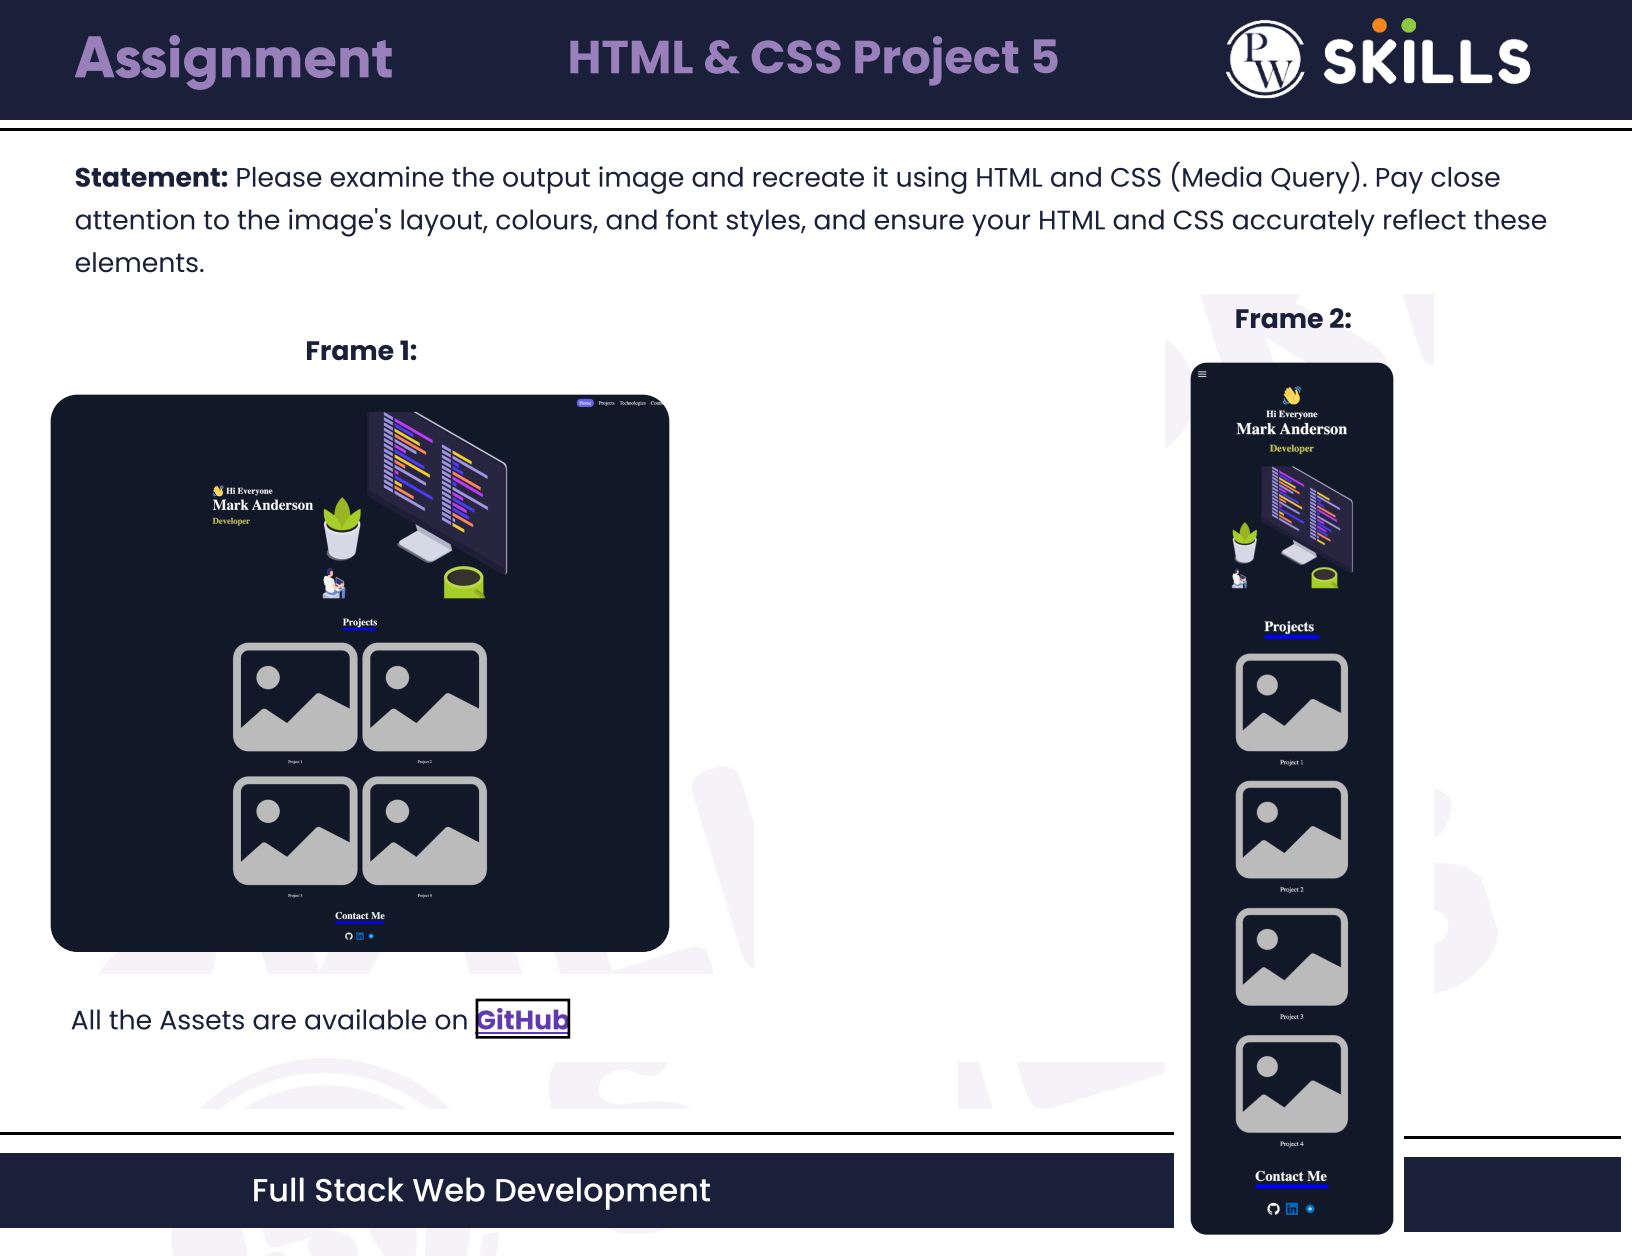 Assignment
HTML & CSS Project 5
PW SKILLS
Statement: Please examine the output image and recreate it using HTML and CSS (Media Query). Pay close
attention to the image's layout, colours, and font styles, and ensure your HTML and CSS accurately reflect these
elements.
Frame 1:
Home Projects Technologies
👋 Hi Everyone
Mark Anderson
Developer
Projects
Project 1
Project 2
Project 3
Project 4
Contact Me
in
All the Assets are available on GitHub
Frame 2:
👋
Hi Everyone
Mark Anderson
Developer
Projects
Project 1
Project 2
Project 3
Project 4
Contact Me
in
Full Stack Web Development